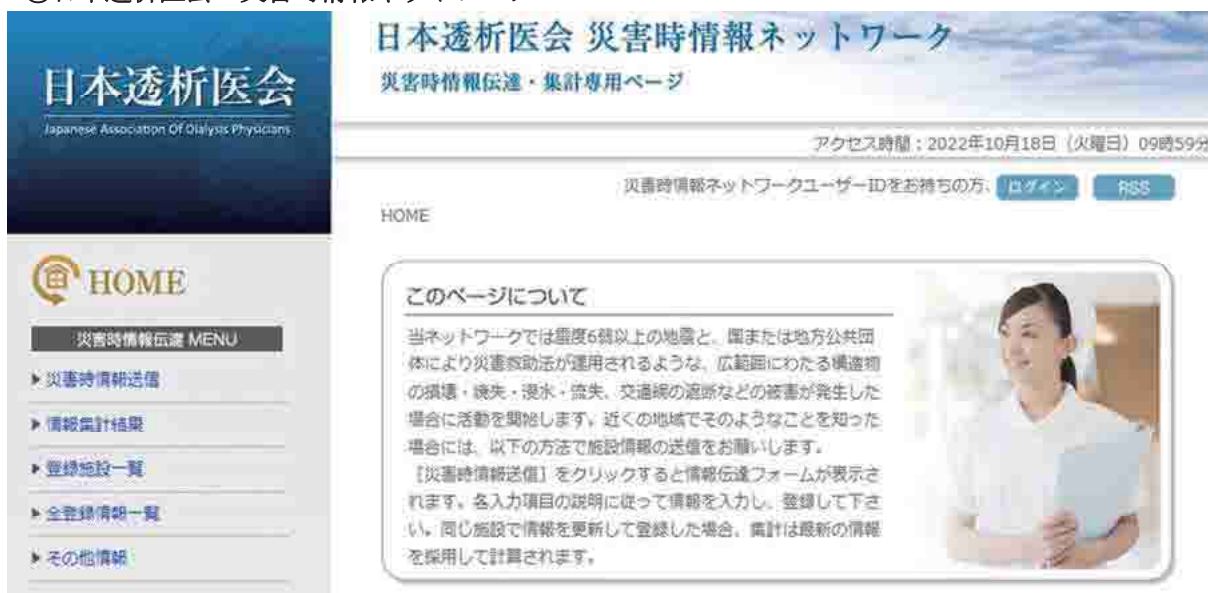 日本透析医会
Japanese Association Of Dialysis Physicians
日本透析医会 災害時情報ネットワーク
災害時情報伝達・集計専用ページ
アクセス時間:2022年10月18日(火曜日)09時59分
災害時情報ネットワークユーザーIDをお持ちの方、 ログイン RSS
HOME
HOME
災害時情報伝達 MENU
▶災害時情報送信
▶情報集計結果
▶登録施設一覧
▶全登録情報一覧
▶その他情報
このページについて
当ネットワークでは震度6弱以上の地震と、国または地方公共団
体により災害救助法が運用されるような、広範囲にわたる構造物
の損壊・焼失・浸水・流失、交通網の遮断などの被害が発生した
場合に活動を開始します。近くの地域でそのようなことを知った
場合には、以下の方法で施設情報の送信をお願いします。
[災害時情報送信]をクリックすると情報伝達フォームが表示さ
れます。各入力項目の説明に従って情報を入力し、登録して下さ
い。同じ施設で情報を更新して登録した場合、集計は最新の情報
を採用して計算されます。